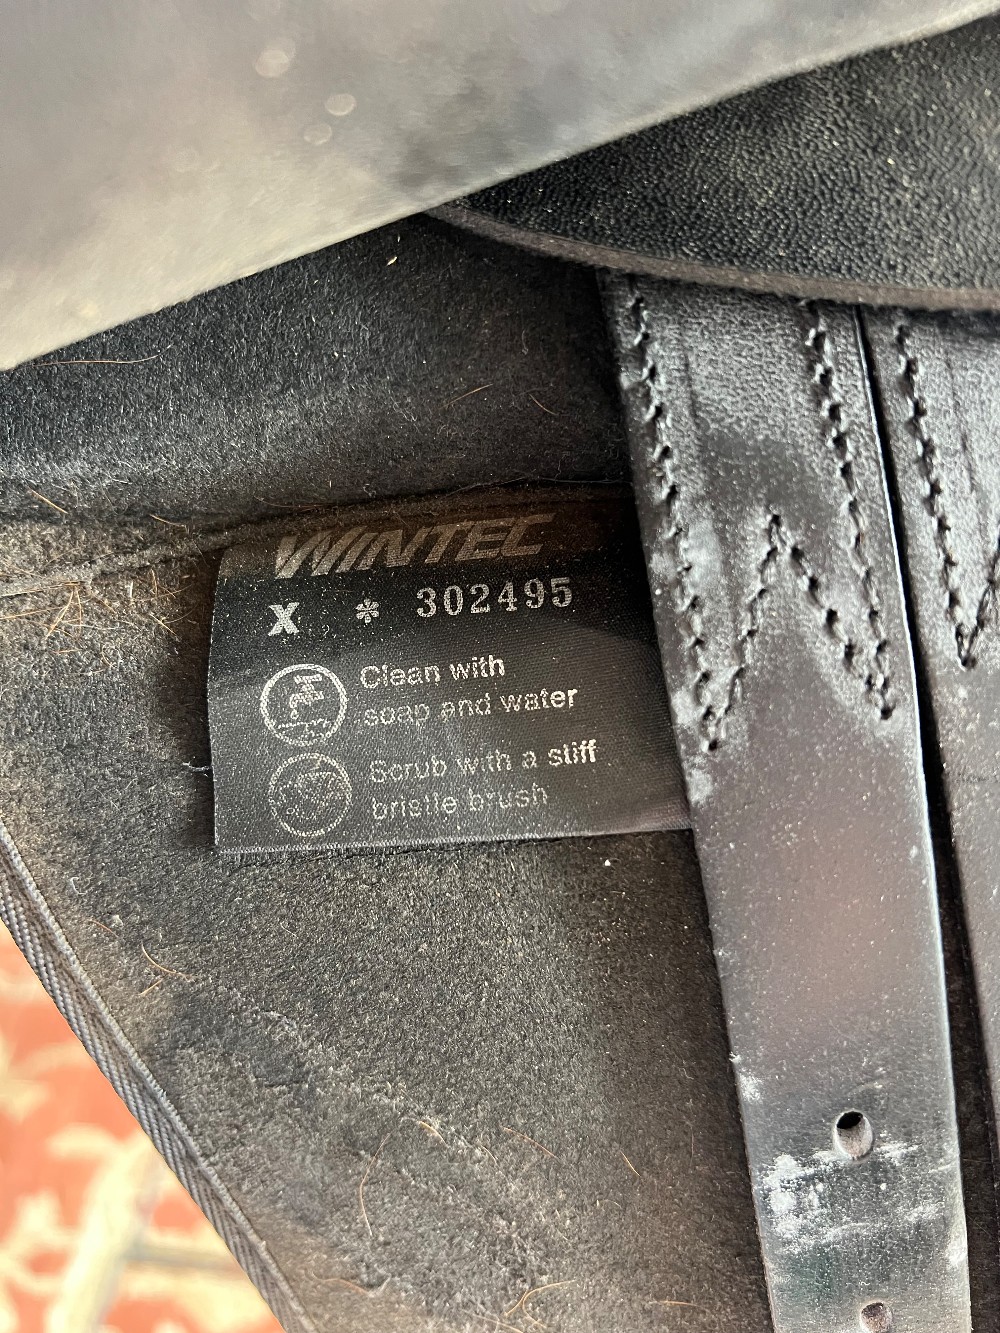 WINTEC
X * 302495
Clean with
soap and water
Scrub with a stiff
bristle brush